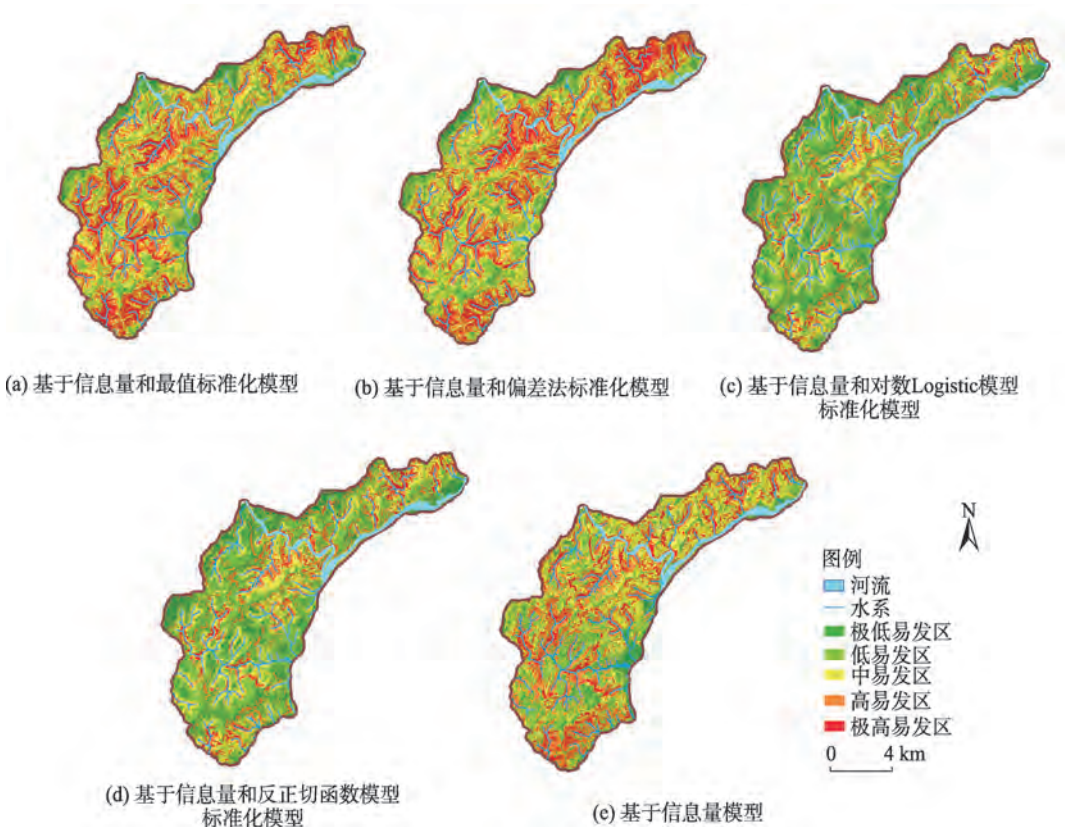 (a) 基于信息量和最值标准化模型
(b) 基于信息量和偏差法标准化模型
(c) 基于信息量和对数Logistic模型
标准化模型
(d) 基于信息量和反正切函数模型
标准化模型
(e) 基于信息量模型
N
图例
河流
水系
极低易发区
低易发区
中易发区
高易发区
极高易发区
0 4 km